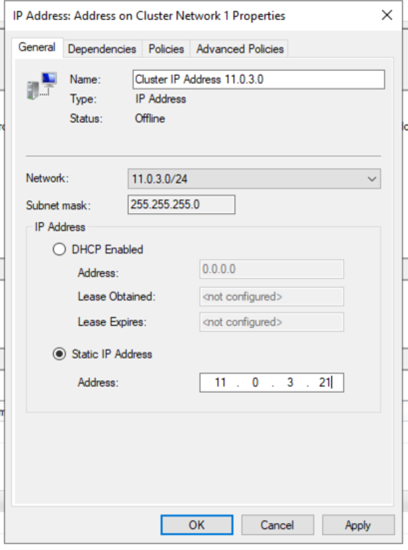 IP Address: Address on Cluster Network 1 Properties
General Dependencies Policies Advanced Policies
Name: Cluster IP Address 11.0.3.0
Type: IP Address
Status: Offline
Network: 11.0.3.0/24
Subnet mask: 255.255.255.0
IP Address
DHCP Enabled
Address: 0.0.0.0
Lease Obtained: <not configured>
Lease Expires: <not configured>
Static IP Address
Address: 11 . 0 . 3 . 21
OK Cancel Apply